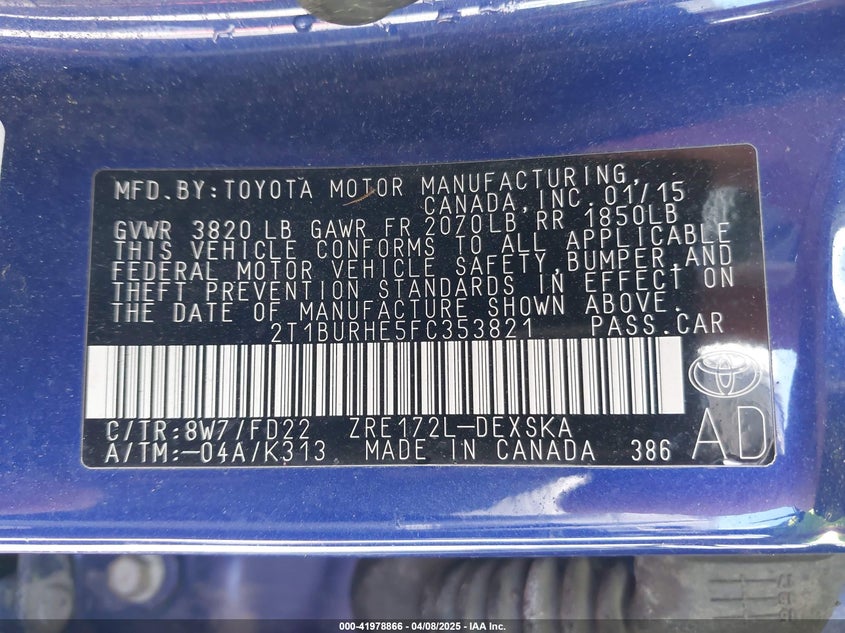 MFD.BY:TOYOTA MOTOR MANUFACTURING,
CANADA, INC. 01/15
GVWR 3820 LB GAWR FR 2070LB RR 1850LB
THIS VEHICLE CONFORMS TO ALL APPLICABLE
FEDERAL MOTOR VEHICLE SAFETY,BUMPER,AND
THEFT PREVENTION STANDARDS IN EFFECT ON
THE DATE OF MANUFACTURE SHOWN ABOVE.
2T1BURHE5FC353821 PASS.CAR
C/TR:8W7/FD22 ZRE172L-DEXSKA
A/TM:-04A/K313 MADE IN CANADA 386
AD
000-41978866 - 04/08/2025 - IAA Inc.